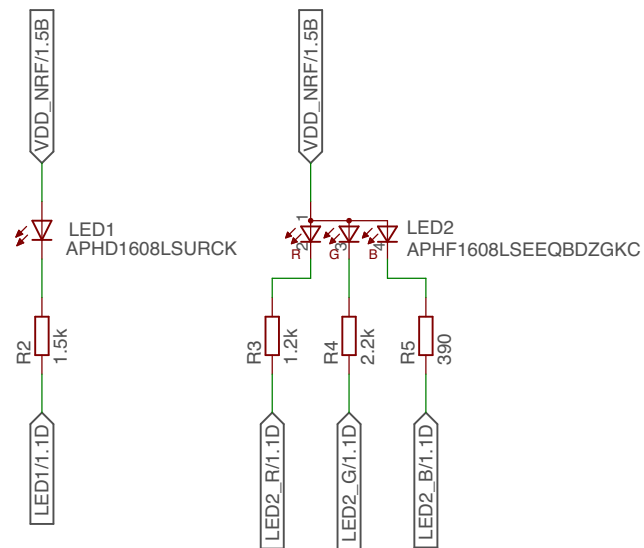 VDD_NRF/1.5B
VDD_NRF/1.5B
LED1
APHD1608LSURCK
1
2
3
4
R
G
B
LED2
APHF1608LSEEQBDZGKC
R2
1.5k
R3
1.2k
R4
2.2k
R5
390
LED1/1.1D
LED2_R/1.1D
LED2_G/1.1D
LED2_B/1.1D